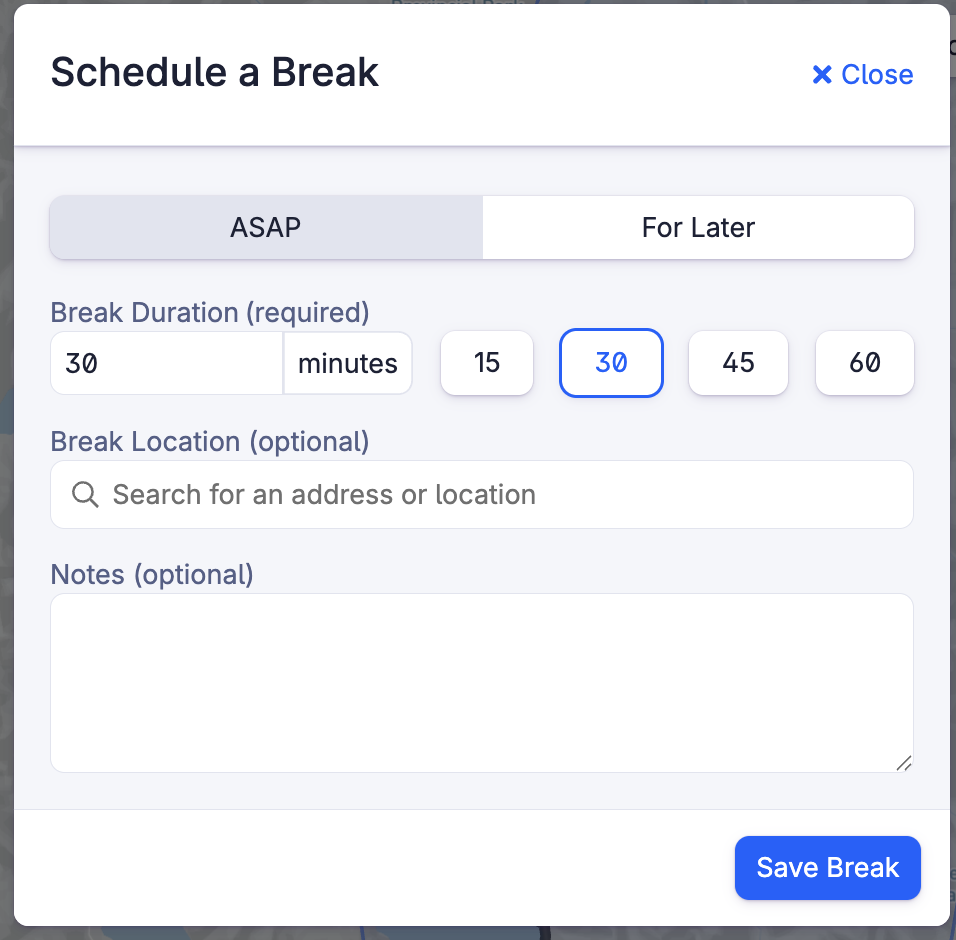 Schedule a Break
Close
ASAP
For Later
Break Duration (required)
30 minutes 15 30 45 60
Break Location (optional)
Search for an address or location
Notes (optional)
Save Break